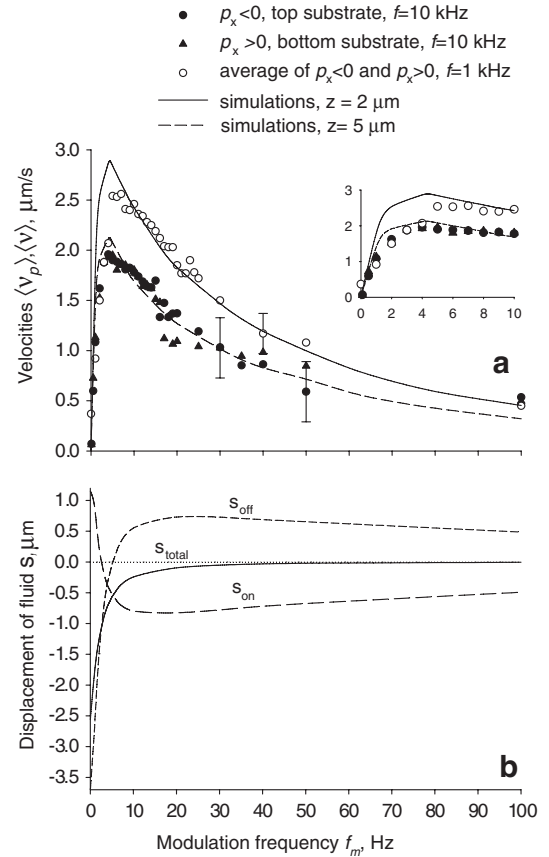 p_x<0, top substrate, f=10 kHz
p_x >0, bottom substrate, f=10 kHz
average of p_x<0 and p_x>0, f=1 kHz
simulations, z = 2 µm
simulations, z= 5 µm
Velocities ⟨v_p⟩,⟨v⟩, µm/s
3.0
2.5
2.0
1.5
1.0
0.5
0.0
3
2
1
0
0 2 4 6 8 10
a
Displacement of fluid s, µm
1.0
0.5
0.0
-0.5
-1.0
-1.5
-2.0
-2.5
-3.0
-3.5
s_off
s_total
s_on
b
0 10 20 30 40 50 60 70 80 90 100
Modulation frequency f_m, Hz